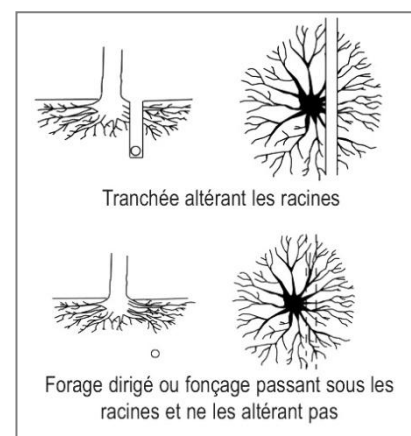 Tranchée altérant les racines
Forage dirigé ou fonçage passant sous les
racines et ne les altérant pas